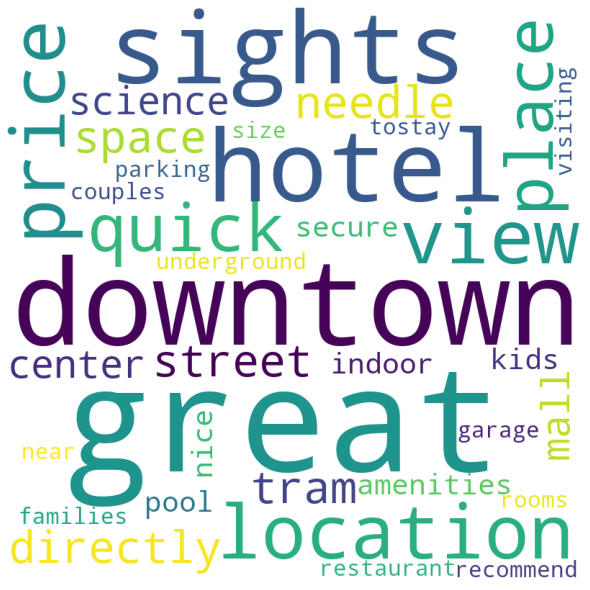 price
sights
place
visiting
science
needle
space
size
tostay
parking
hotel
couples
quick
secure
view
underground
downtown
center
street
indoor
kids
great
nice
garage
mall
near
tram
amenities
pool
rooms
families
location
directly
restaurant
recommend